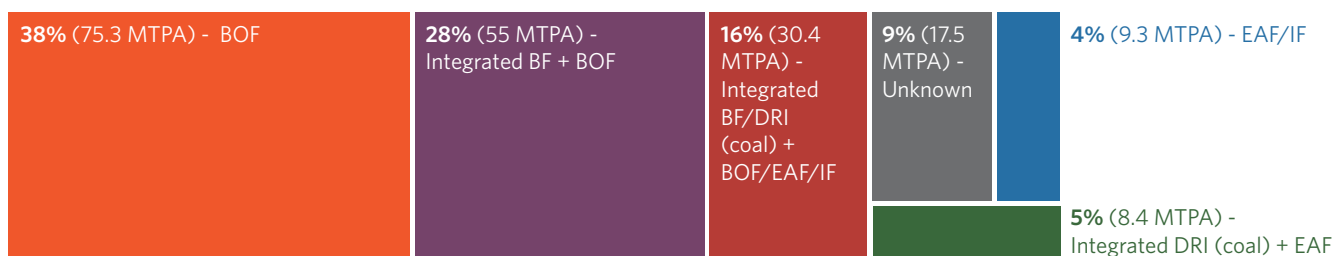 38% (75.3 MTPA) - BOF
28% (55 MTPA) -
Integrated BF + BOF
16% (30.4
MTPA) -
Integrated
BF/DRI
(coal) +
BOF/EAF/IF
9% (17.5
MTPA) -
Unknown
4% (9.3 MTPA) - EAF/IF
5% (8.4 MTPA) -
Integrated DRI (coal) + EAF